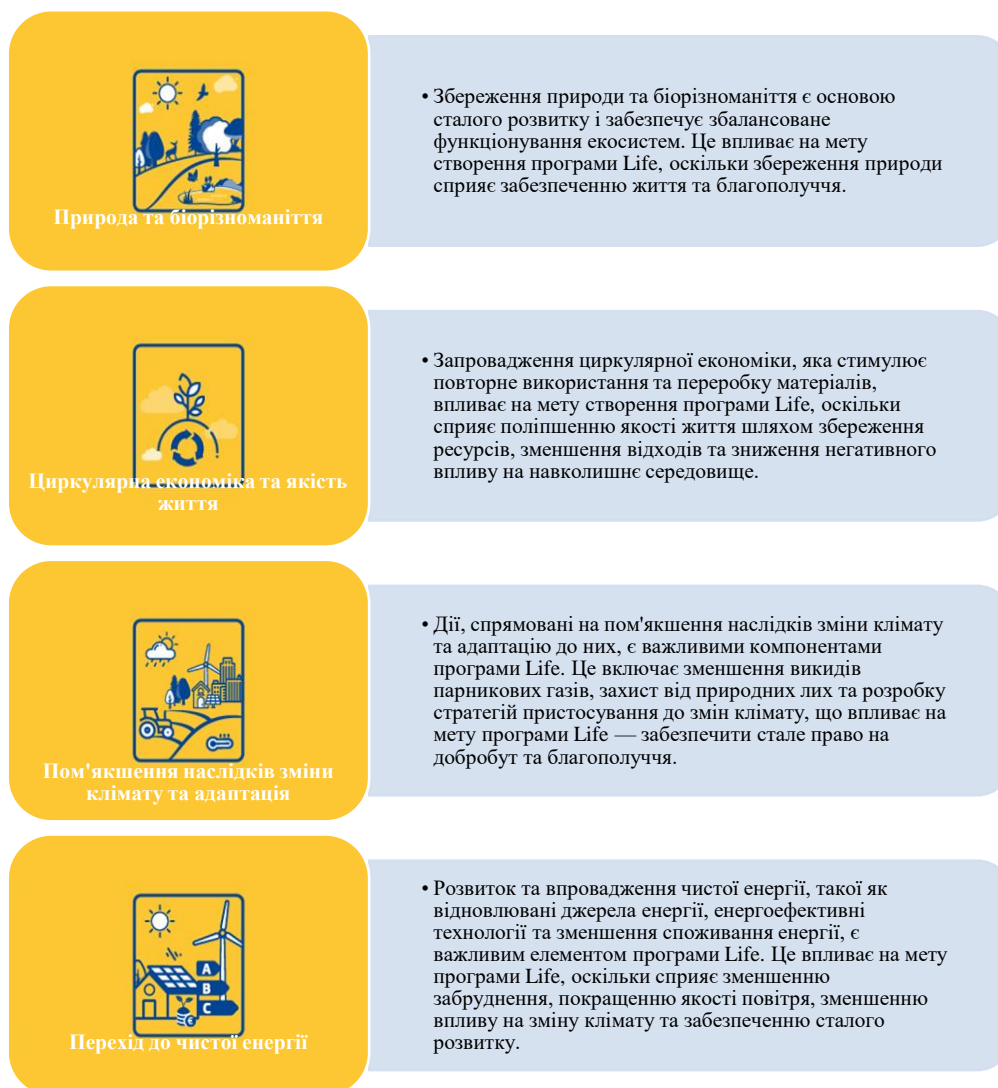 Природа та біорізноманіття
• Збереження природи та біорізноманіття є основою
сталого розвитку і забезпечує збалансоване
функціонування екосистем. Це впливає на мету
створення програми Life, оскільки збереження природи
сприяє забезпеченню життя та благополуччя.
Циркулярна економіка та якість
життя
• Запровадження циркулярної економіки, яка стимулює
повторне використання та переробку матеріалів,
впливає на мету створення програми Life, оскільки
сприяє поліпшенню якості життя шляхом збереження
ресурсів, зменшення відходів та зниження негативного
впливу на навколишнє середовище.
Пом'якшення наслідків зміни
клімату та адаптація
• Дії, спрямовані на пом'якшення наслідків зміни клімату
та адаптацію до них, є важливими компонентами
програми Life. Це включає зменшення викидів
парникових газів, захист від природних лих та розробку
стратегій пристосування до змін клімату, що впливає на
мету програми Life — забезпечити стале право на
добробут та благополуччя.
A
B
C
Перехід до чистої енергії
• Розвиток та впровадження чистої енергії, такої як
відновлювані джерела енергії, енергоефективні
технології та зменшення споживання енергії, є
важливим елементом програми Life. Це впливає на мету
програми Life, оскільки сприяє зменшенню
забруднення, покращенню якості повітря, зменшенню
впливу на зміну клімату та забезпеченню сталого
розвитку.